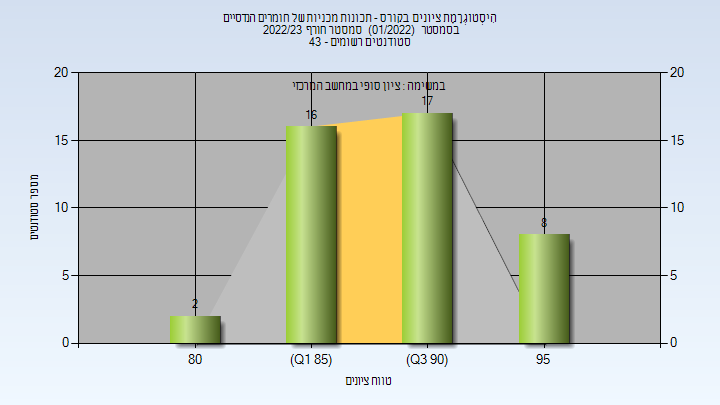 הִיסְטוֹגְרָמַת ציונים בקורס - תכונות מכניות של חומרים הנדסיים
בסמסטר (01/2022) סמסטר חורף 2022/23
סטודנטים רשומים - 43
במשימה : ציון סופי במחשב המרכזי
20 20
17
16
15 15
מספר סטודנטים
10 10
8
5 5
2
0 0
80 (Q1 85) (Q3 90) 95
טווח ציונים